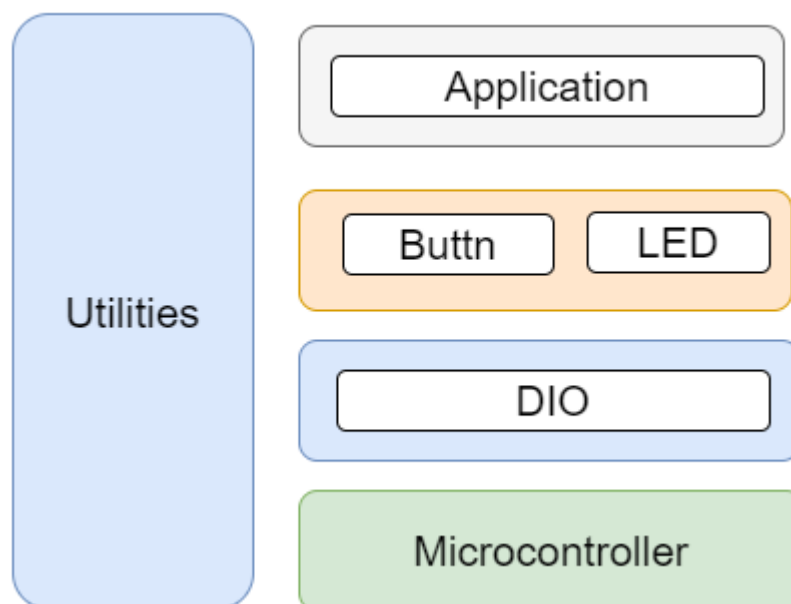 Utilities
Application
Buttn
LED
DIO
Microcontroller